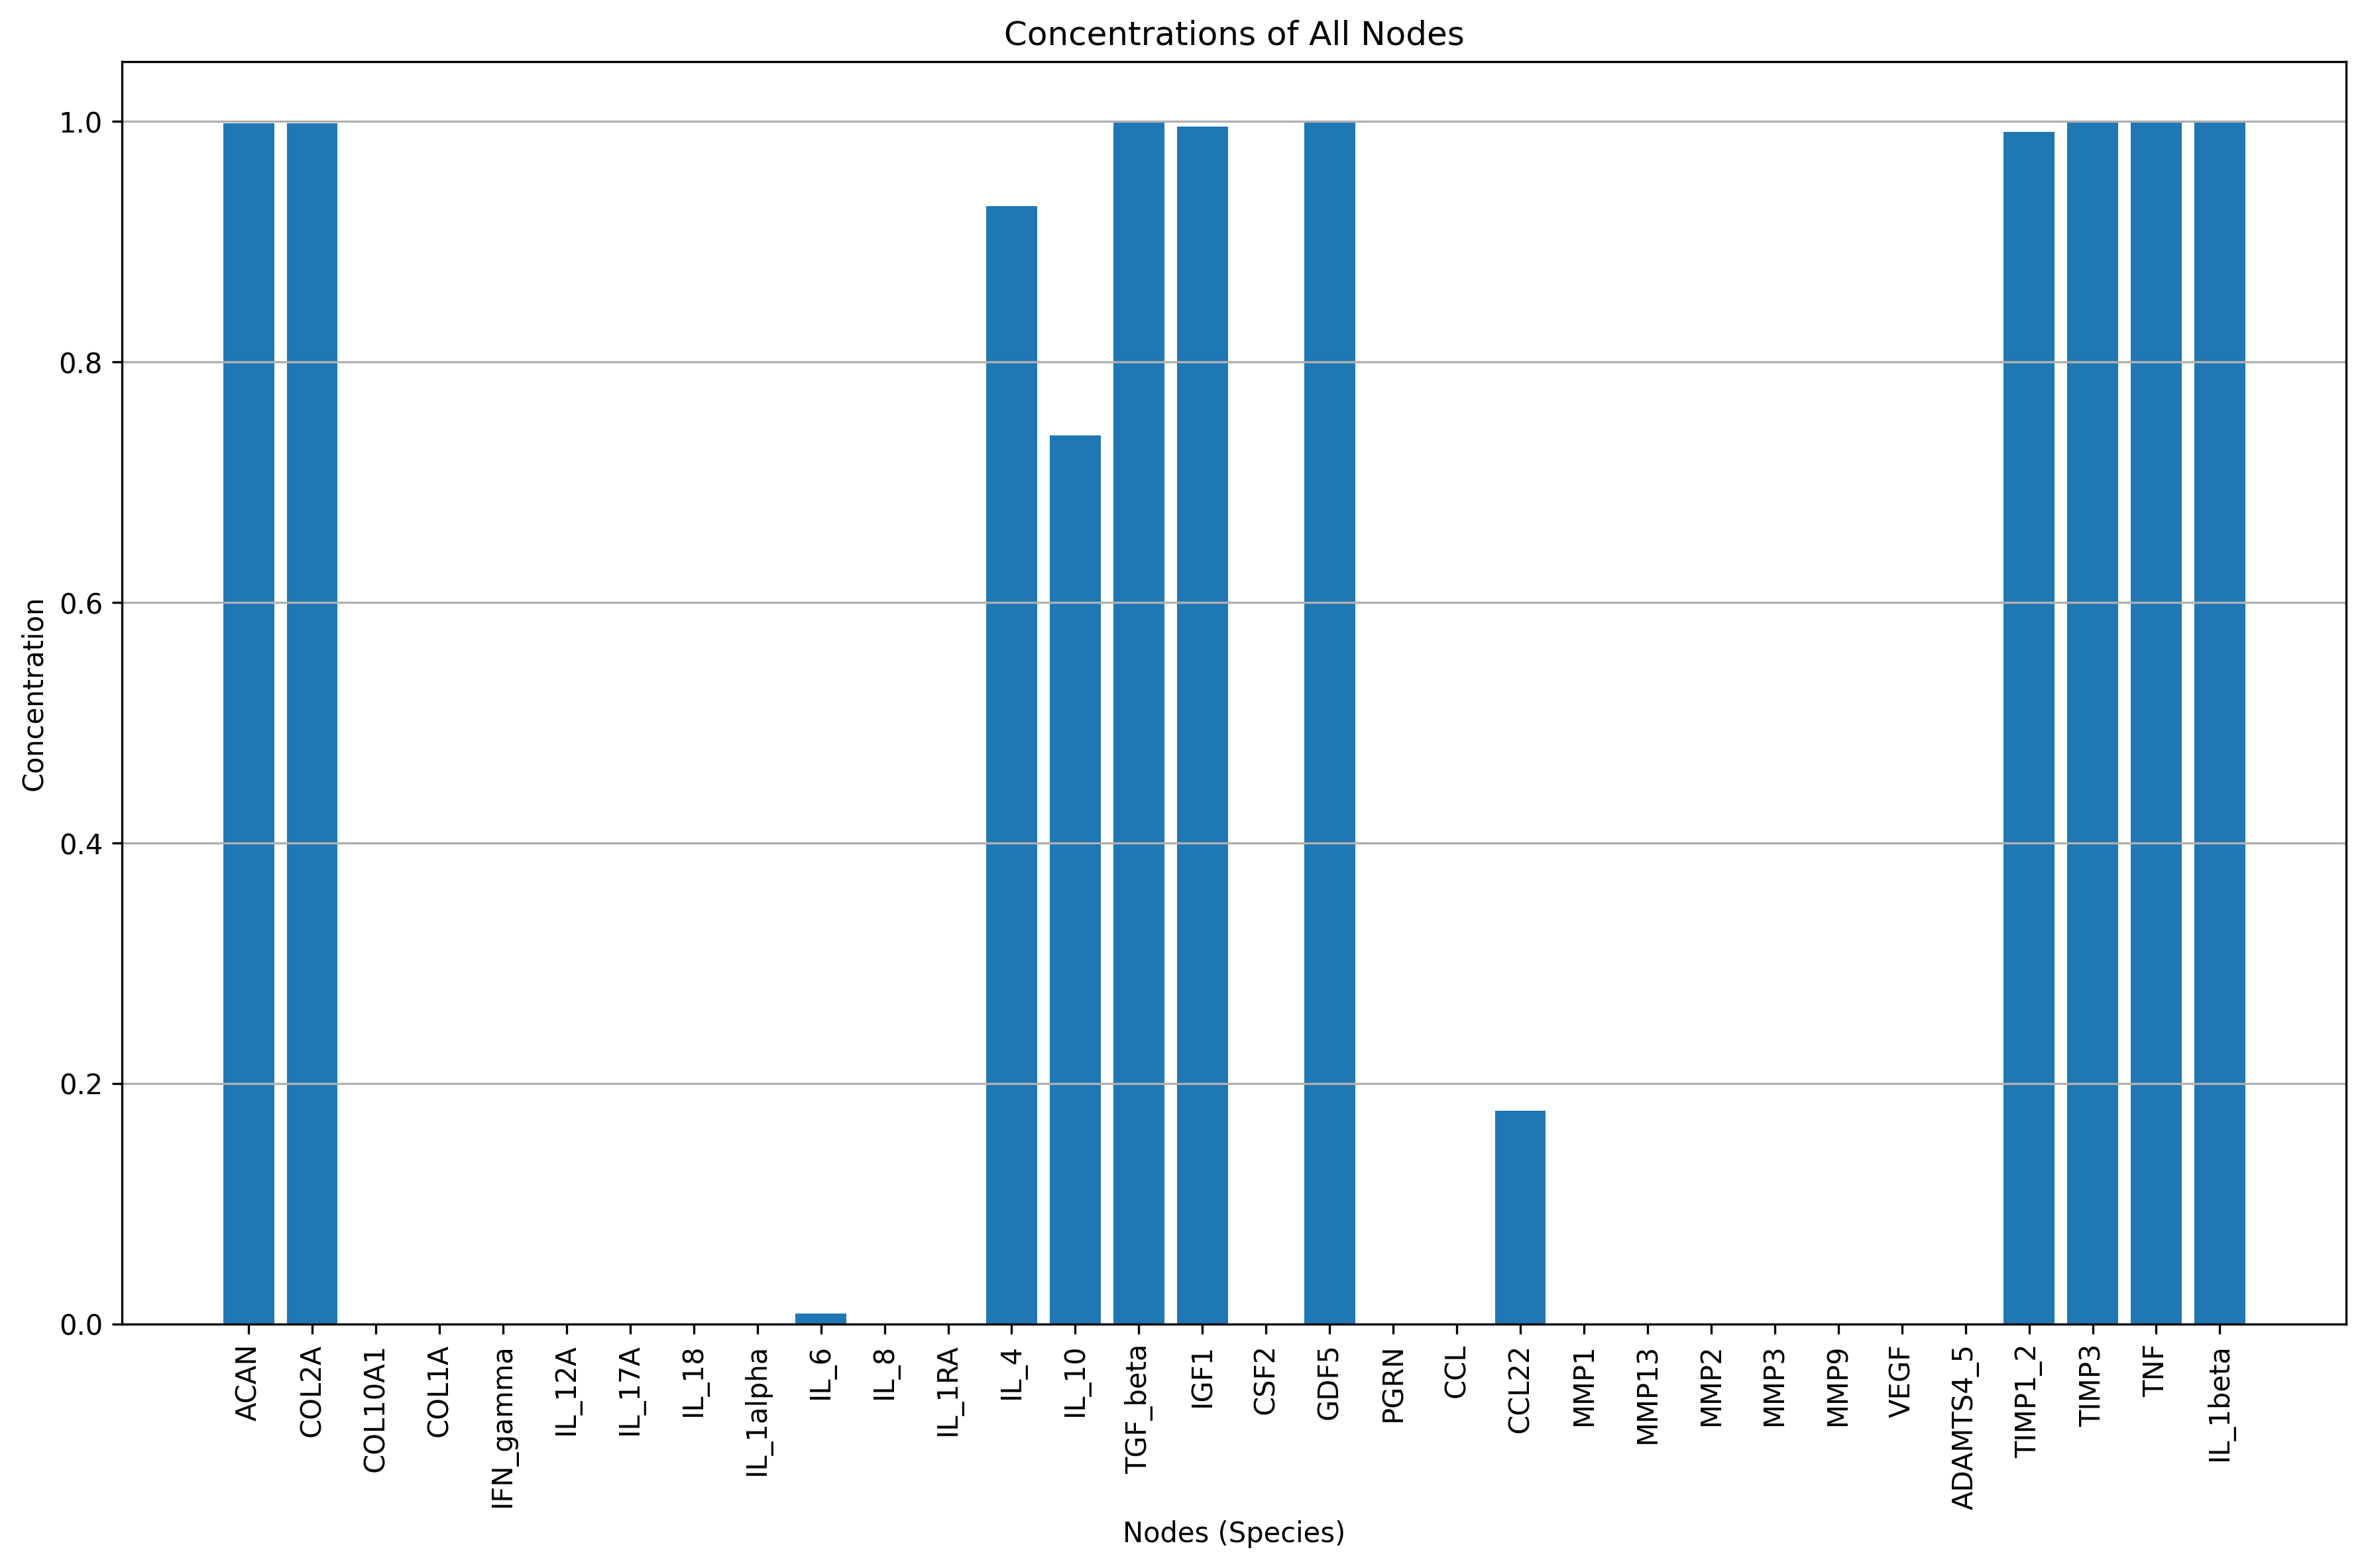 Concentrations of All Nodes
1.0
0.8
0.6
0.4
0.2
0.0
Concentration
ACAN
COL2A
COL10A1
COL1A
IFN_gamma
IL_12A
IL_17A
IL_18
IL_1alpha
IL_6
IL_8
IL_1RA
IL_4
IL_10
TGF_beta
IGF1
CSF2
GDF5
PGRN
CCL
CCL22
MMP1
MMP13
MMP2
MMP3
MMP9
VEGF
ADAMTS4_5
TIMP1_2
TIMP3
TNF
IL_1beta
Nodes (Species)